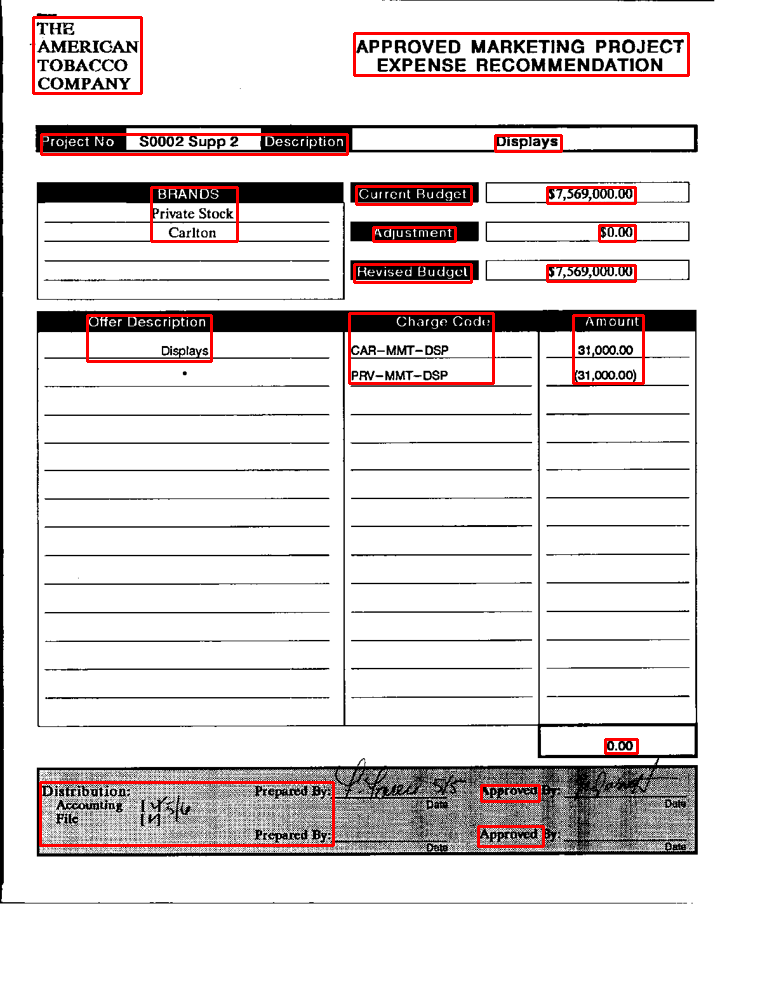 THE
AMERICAN
TOBACCO
COMPANY
APPROVED MARKETING PROJECT
EXPENSE RECOMMENDATION
Project No S0002 Supp 2 Description Displays
BRANDS
Private Stock
Carlton
Current Budget $7,569,000.00
Adjustment $0.00
Revised Budget $7,569,000.00
Offer Description Charge Code Amount
Displays CAR-MMT-DSP 31,000.00
PRV-MMT-DSP (31,000.00)
0.00
Distribution: Prepared By: 5/5 Approved By:
Accounting [ 5/6 Date Date
File [
Prepared By: Approved By:
Date Date